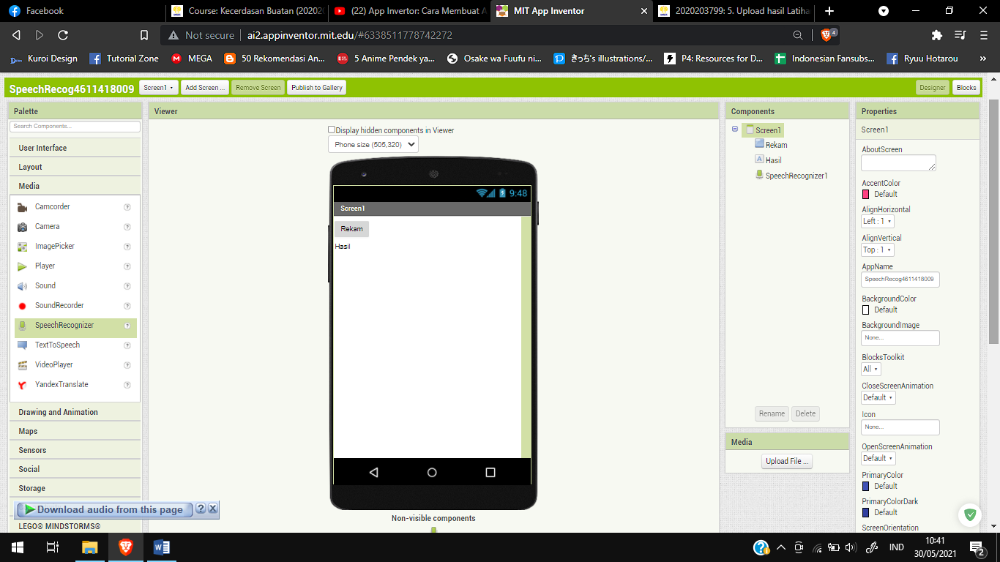 Facebook
Course: Kecerdasan Buatan (20202
(22) App Invertor: Cara Membuat A
MIT App Inventor
2020203799: 5. Upload hasil Latiha
Not secure
ai2.appinventor.mit.edu/#6338511778742272
4
Kuroi Design
Tutorial Zone
MEGA
50 Rekomendasi An...
5 Anime Pendek ya...
Osake wa Fuufu ni...
きっち's illustrations/...
P4: Resources for D...
Indonesian Fansubs...
Ryuu Hotarou
»
SpeechRecog4611418009
Screen1
Add Screen ...
Remove Screen
Publish to Gallery
Designer
Blocks
Palette
Search Components...
User Interface
Layout
Media
Camcorder
Camera
ImagePicker
Player
Sound
SoundRecorder
SpeechRecognizer
TextToSpeech
VideoPlayer
YandexTranslate
Drawing and Animation
Maps
Sensors
Social
Storage
Download audio from this page
LEGO® MINDSTORMS®
Viewer
Display hidden components in Viewer
Phone size (505,320)
9:48
Screen1
Rekam
Hasil
Non-visible components
Components
Screen1
Rekam
Hasil
SpeechRecognizer1
Rename
Delete
Media
Upload File ...
Properties
Screen1
AboutScreen
AccentColor
Default
AlignHorizontal
Left : 1
AlignVertical
Top : 1
AppName
SpeechRecog4611418009
BackgroundColor
Default
BackgroundImage
None...
BlocksToolkit
All
CloseScreenAnimation
Default
Icon
None...
OpenScreenAnimation
Default
PrimaryColor
Default
PrimaryColorDark
Default
ScreenOrientation
IND
10:41
30/05/2021
2